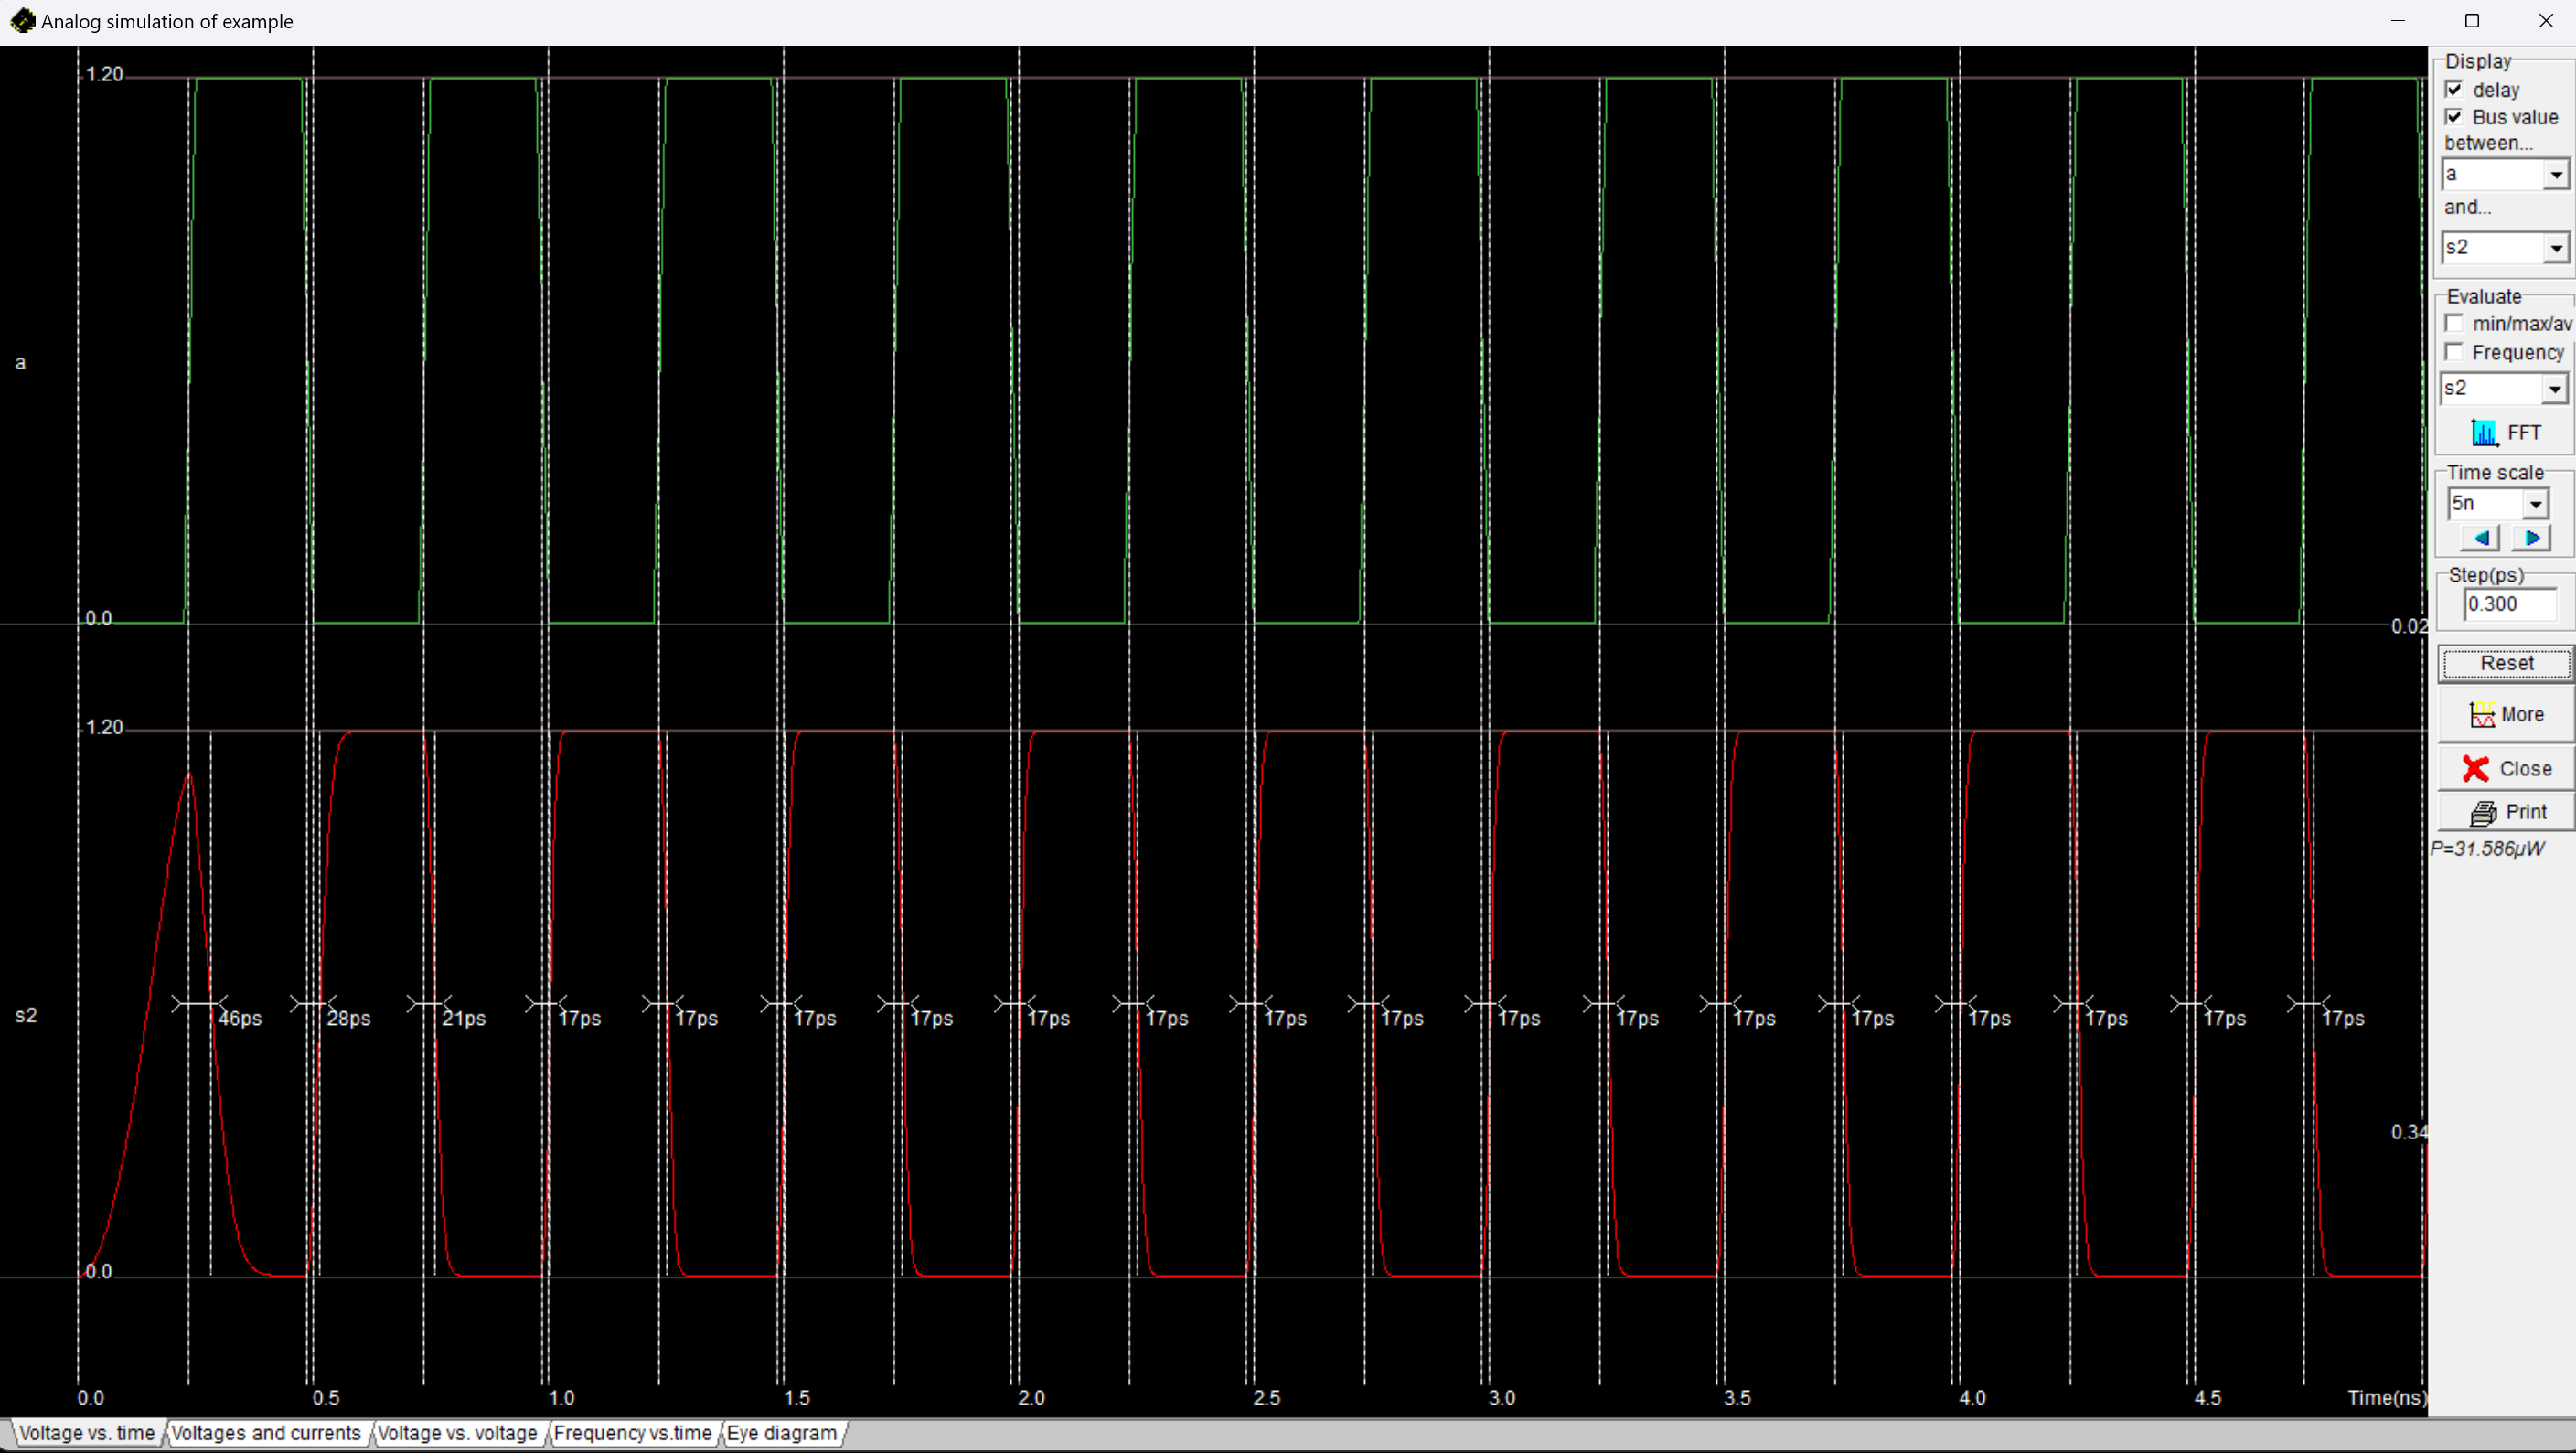 Analog simulation of example
1.20
a
0.0
0.02
1.20
s2
46ps 28ps 21ps 17ps 17ps 17ps 17ps 17ps 17ps 17ps 17ps 17ps 17ps 17ps 17ps 17ps 17ps 17ps 17ps
0.34
0.0
0.0 0.5 1.0 1.5 2.0 2.5 3.0 3.5 4.0 4.5 Time(ns)
Voltage vs. time Voltages and currents Voltage vs. voltage Frequency vs.time Eye diagram
Display
delay
Bus value
between...
a
and...
s2
Evaluate
min/max/av
Frequency
s2
FFT
Time scale
5n
Step(ps)
0.300
Reset
More
Close
Print
P=31.586µW